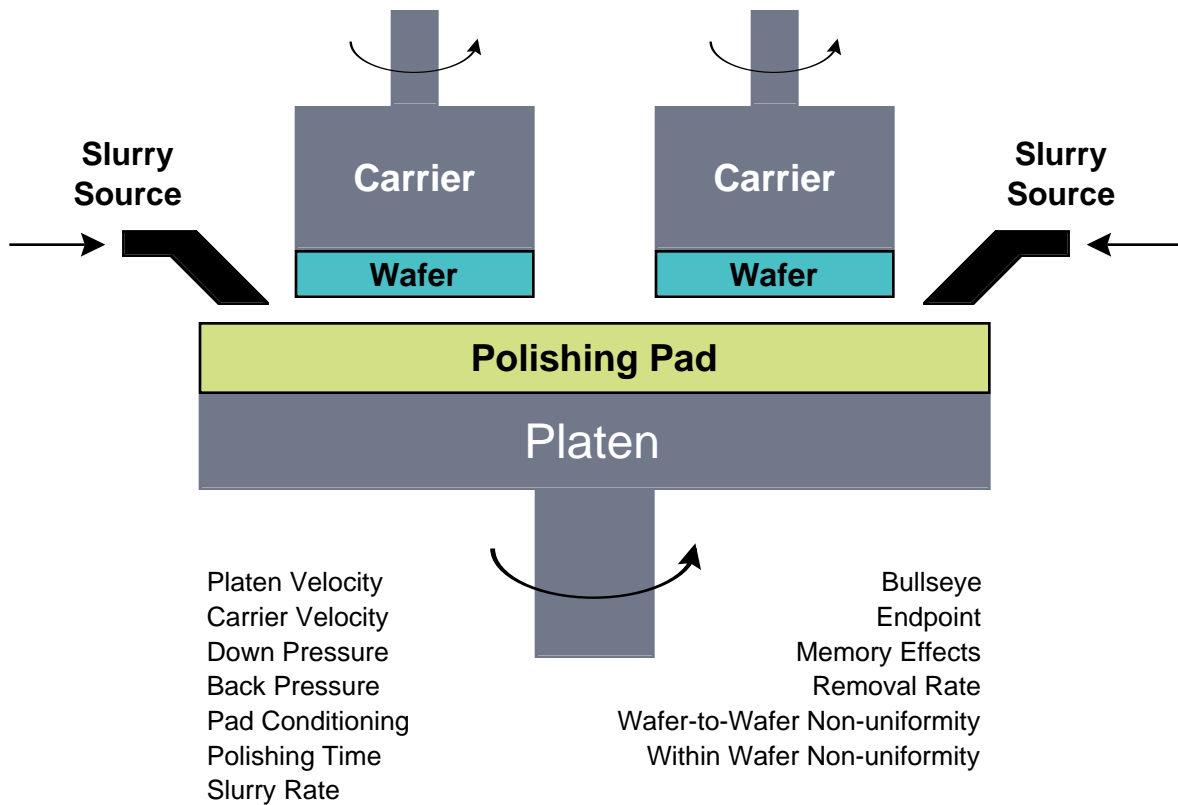 Slurry
Source
Carrier
Carrier
Slurry
Source
Wafer
Wafer
Polishing Pad
Platen
Platen Velocity
Carrier Velocity
Down Pressure
Back Pressure
Pad Conditioning
Polishing Time
Slurry Rate
Bullseye
Endpoint
Memory Effects
Removal Rate
Wafer-to-Wafer Non-uniformity
Within Wafer Non-uniformity